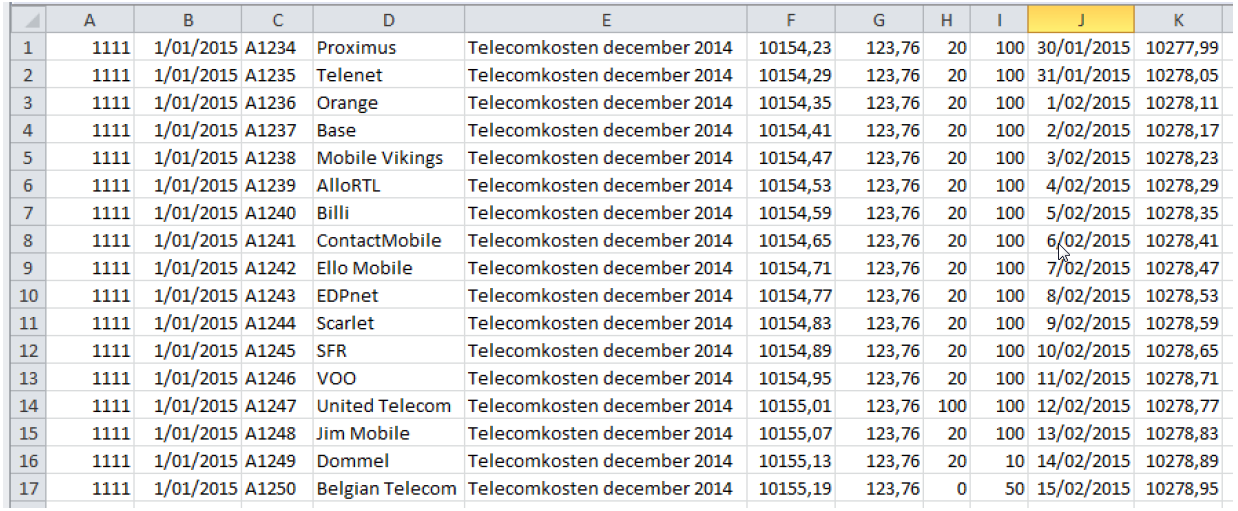 A B C D E F G H I J K
1 1111 1/01/2015 A1234 Proximus Telecomkosten december 2014 10154,23 123,76 20 100 30/01/2015 10277,99
2 1111 1/01/2015 A1235 Telenet Telecomkosten december 2014 10154,29 123,76 20 100 31/01/2015 10278,05
3 1111 1/01/2015 A1236 Orange Telecomkosten december 2014 10154,35 123,76 20 100 1/02/2015 10278,11
4 1111 1/01/2015 A1237 Base Telecomkosten december 2014 10154,41 123,76 20 100 2/02/2015 10278,17
5 1111 1/01/2015 A1238 Mobile Vikings Telecomkosten december 2014 10154,47 123,76 20 100 3/02/2015 10278,23
6 1111 1/01/2015 A1239 AlloRTL Telecomkosten december 2014 10154,53 123,76 20 100 4/02/2015 10278,29
7 1111 1/01/2015 A1240 Billi Telecomkosten december 2014 10154,59 123,76 20 100 5/02/2015 10278,35
8 1111 1/01/2015 A1241 ContactMobile Telecomkosten december 2014 10154,65 123,76 20 100 6/02/2015 10278,41
9 1111 1/01/2015 A1242 Ello Mobile Telecomkosten december 2014 10154,71 123,76 20 100 7/02/2015 10278,47
10 1111 1/01/2015 A1243 EDPnet Telecomkosten december 2014 10154,77 123,76 20 100 8/02/2015 10278,53
11 1111 1/01/2015 A1244 Scarlet Telecomkosten december 2014 10154,83 123,76 20 100 9/02/2015 10278,59
12 1111 1/01/2015 A1245 SFR Telecomkosten december 2014 10154,89 123,76 20 100 10/02/2015 10278,65
13 1111 1/01/2015 A1246 VOO Telecomkosten december 2014 10154,95 123,76 20 100 11/02/2015 10278,71
14 1111 1/01/2015 A1247 United Telecom Telecomkosten december 2014 10155,01 123,76 100 100 12/02/2015 10278,77
15 1111 1/01/2015 A1248 Jim Mobile Telecomkosten december 2014 10155,07 123,76 20 100 13/02/2015 10278,83
16 1111 1/01/2015 A1249 Dommel Telecomkosten december 2014 10155,13 123,76 20 10 14/02/2015 10278,89
17 1111 1/01/2015 A1250 Belgian Telecom Telecomkosten december 2014 10155,19 123,76 0 50 15/02/2015 10278,95